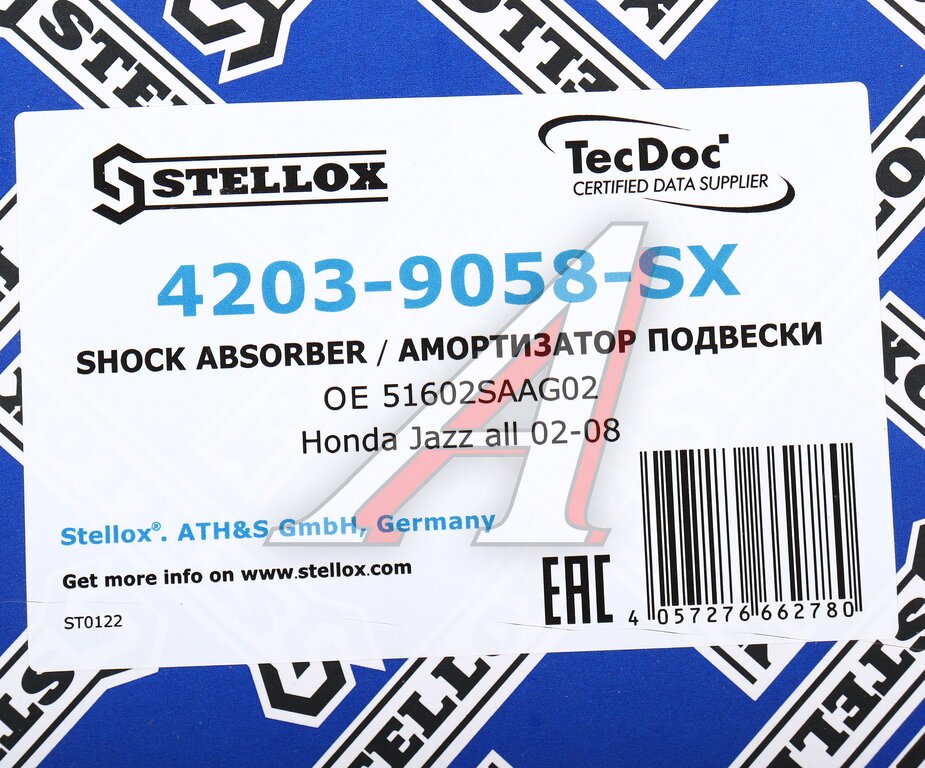 STELLOX
TecDoc
CERTIFIED DATA SUPPLIER
4203-9058-SX
SHOCK ABSORBER / АМОРТИЗАТОР ПОДВЕСКИ
OE 51602SAAG02
Honda Jazz all 02-08
Stellox®. ATH&S GmbH, Germany
Get more info on www.stellox.com
ST0122
EAC
4 057276 662780